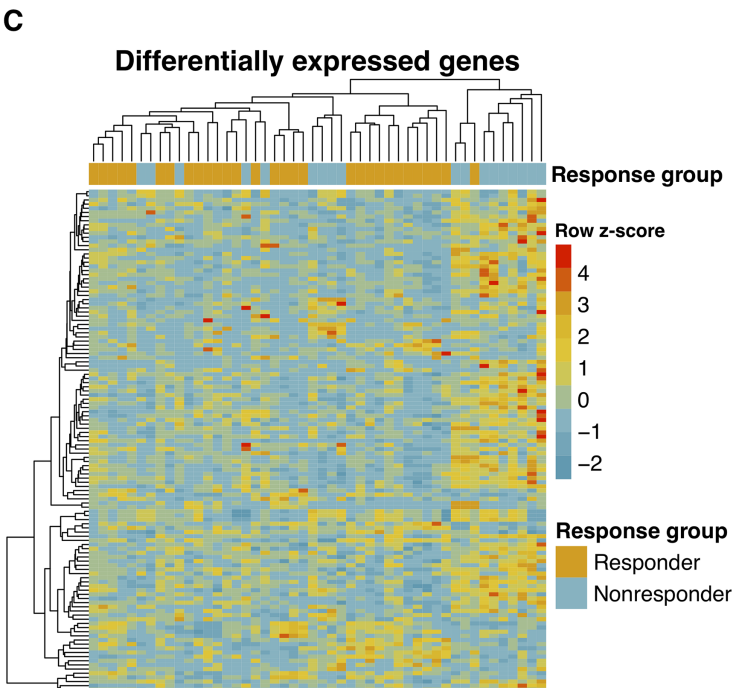 C
Differentially expressed genes
Response group
Row z-score
4
3
2
1
0
−1
−2
Response group
Responder
Nonresponder